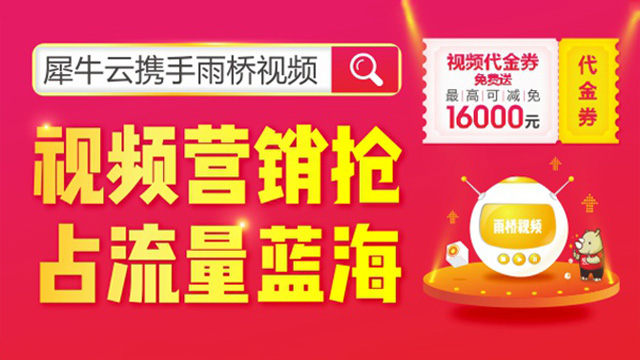 犀牛云携手雨桥视频
视频营销抢
占流量蓝海
视频代金券
免费送
最高可减免
16000元
代金券
雨桥视频